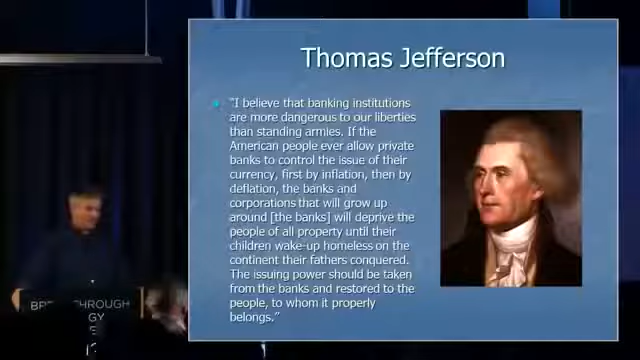 Thomas Jefferson
“I believe that banking institutions
are more dangerous to our liberties
than standing armies. If the
American people ever allow private
banks to control the issue of their
currency, first by inflation, then by
deflation, the banks and
corporations that will grow up
around [the banks] will deprive the
people of all property until their
children wake-up homeless on the
continent their fathers conquered.
The issuing power should be taken
from the banks and restored to the
people, to whom it properly
belongs.”
THROUGH
GY